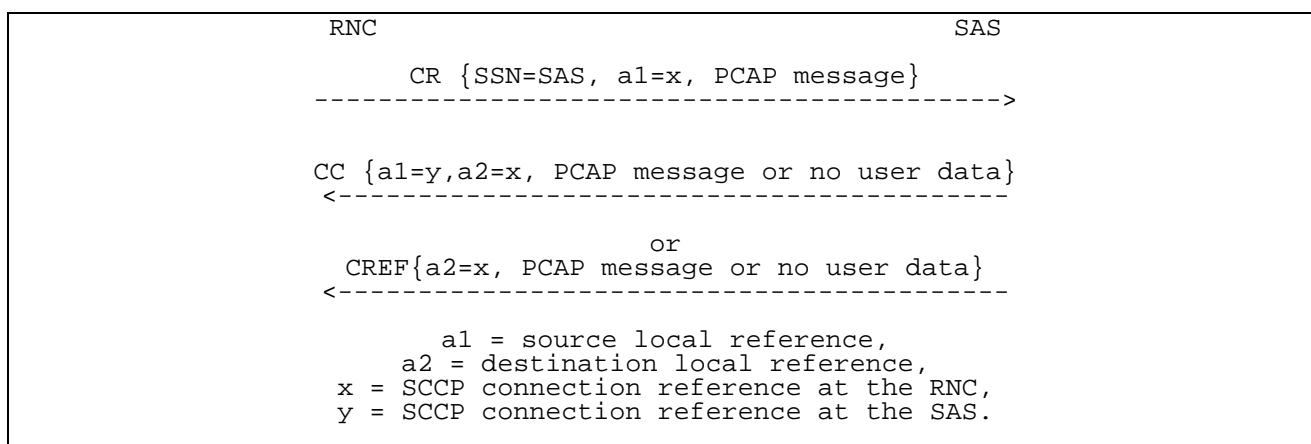 RNC SAS
CR {SSN=SAS, a1=x, PCAP message}
------------------------------------------->
CC {a1=y,a2=x, PCAP message or no user data}
<------------------------------------------
or
CREF{a2=x, PCAP message or no user data}
<------------------------------------------
a1 = source local reference,
a2 = destination local reference,
x = SCCP connection reference at the RNC,
y = SCCP connection reference at the SAS.